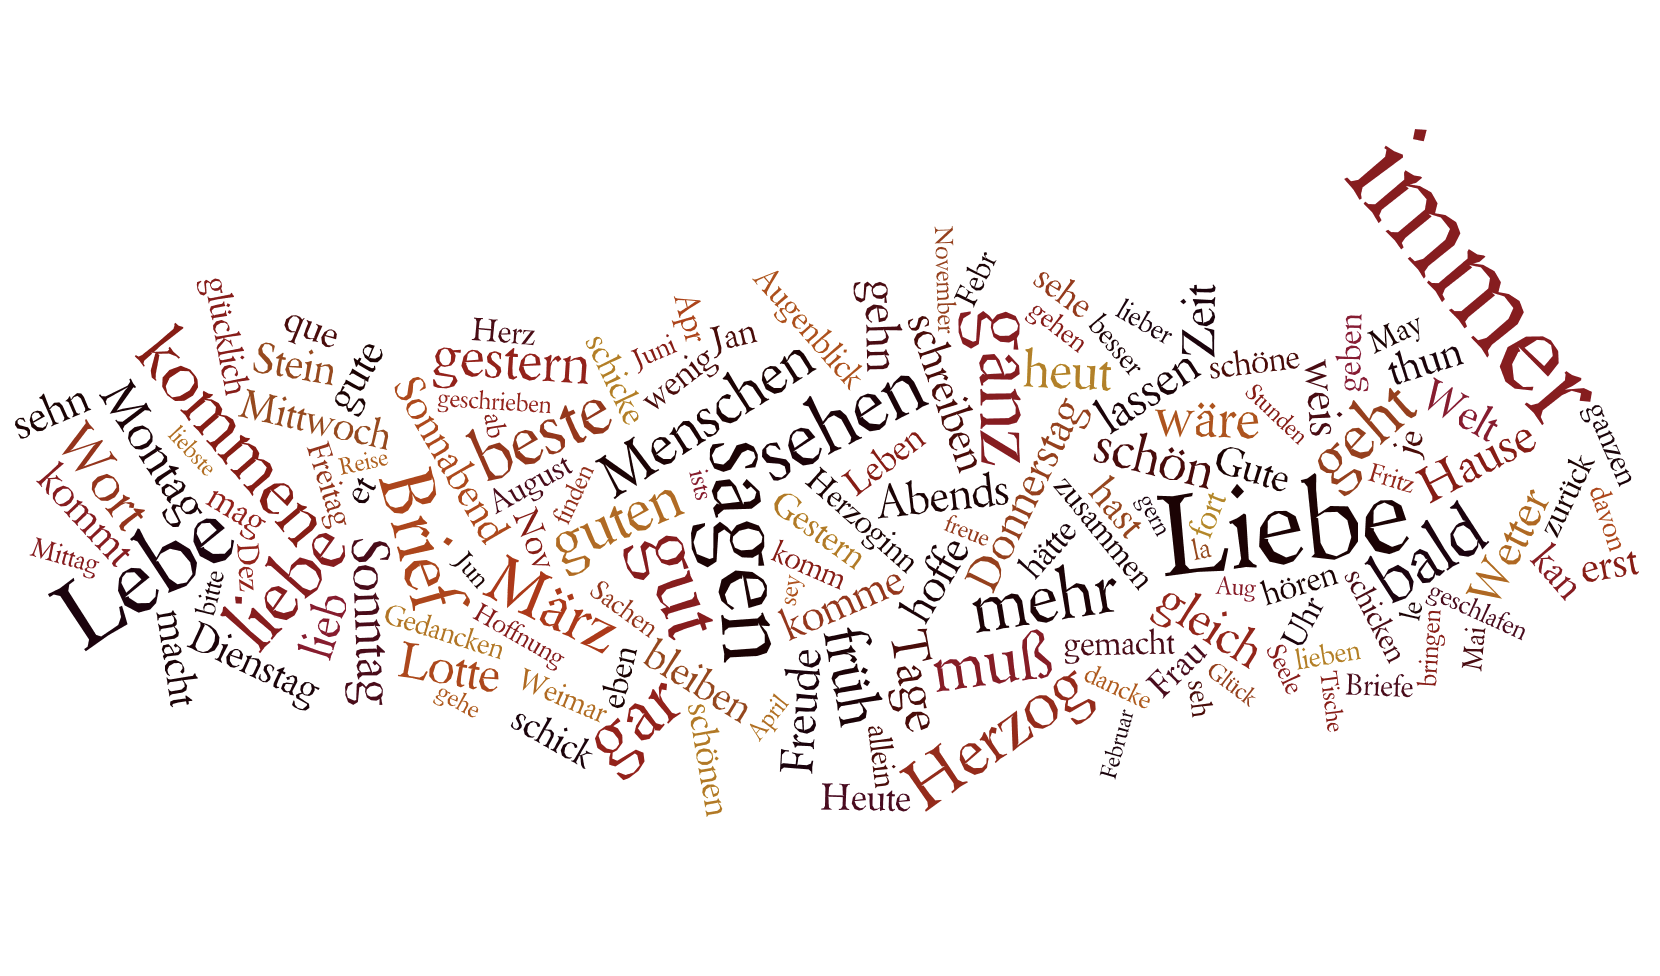 immer
November
Febr
sehe
lieber
Zeit
glücklich
que
Herz
Apr
Jan
Augenblick
gehn
schreiben
ganz
gehen
besser
geben
May
thun
kommene
Stein
gute
gestern
schicke
Juni
wenig
Menschen
sehen
heut
lassen
schöne
weis
sehn
Montag
Mittwoch
Sonnabend
geschrieben
ab
beste
Stunden
wäre
geht
Welt
je
ganzen
Wort
liebste
Freitag
Reise
et
August
finden
ists
sagen
Leben
Donnerstag
schön
Gute
Fritz
Hause
kommt
mag
Brief
Nov
guten
Gestern
Herzoginn
Abends
zusammen
hast
gern
fort
la
Liebe
bald
Wetter
zurück
davon
Mittag
Lebe
Dez
liebe
Sonntag
Jun
März
gut
komm
freue
hoffe
hätte
mehr
Aug
hören
kan
erst
bitte
lieb
Gedancken
Hoffnung
Sachen
sey
komme
gleich
Uhr
schicken
le
geschlafen
macht
Dienstag
Lotte
eben
bleiben
früh
Tage
muß
gemacht
Frau
Seele
lieben
bringen
Mai
gehe
Weimar
gar
schönen
April
Freude
allein
Herzog
dancke
seh
Glück
Tische
Briefe
schick
Heute
Februar